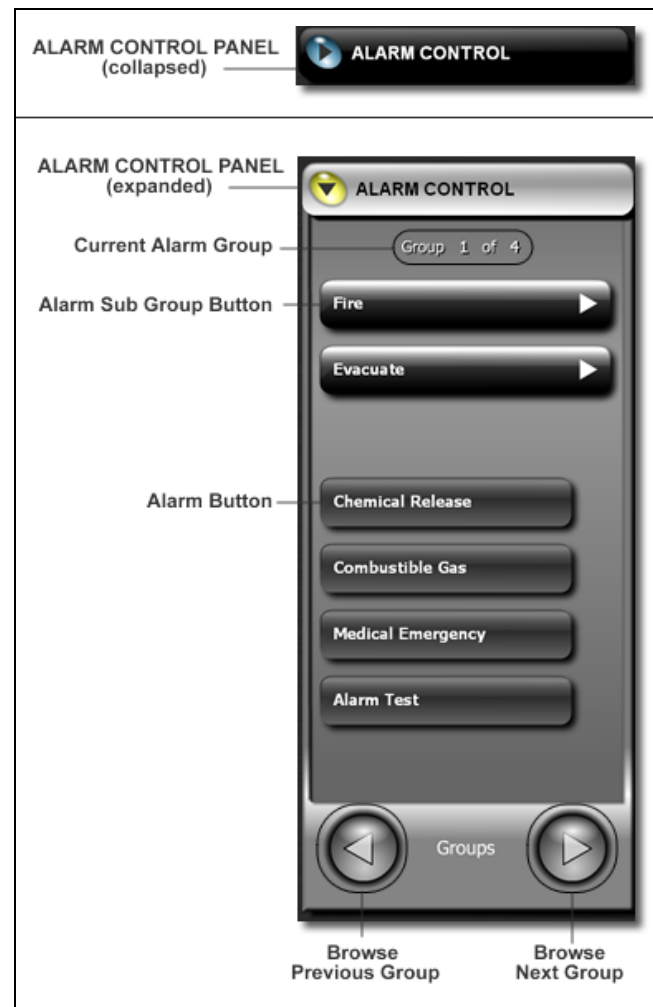 ALARM CONTROL PANEL
(collapsed)
ALARM CONTROL
ALARM CONTROL PANEL
(expanded)
ALARM CONTROL
Current Alarm Group
Group 1 of 4
Alarm Sub Group Button
Fire
Evacuate
Alarm Button
Chemical Release
Combustible Gas
Medical Emergency
Alarm Test
Groups
Browse
Previous Group
Browse
Next Group